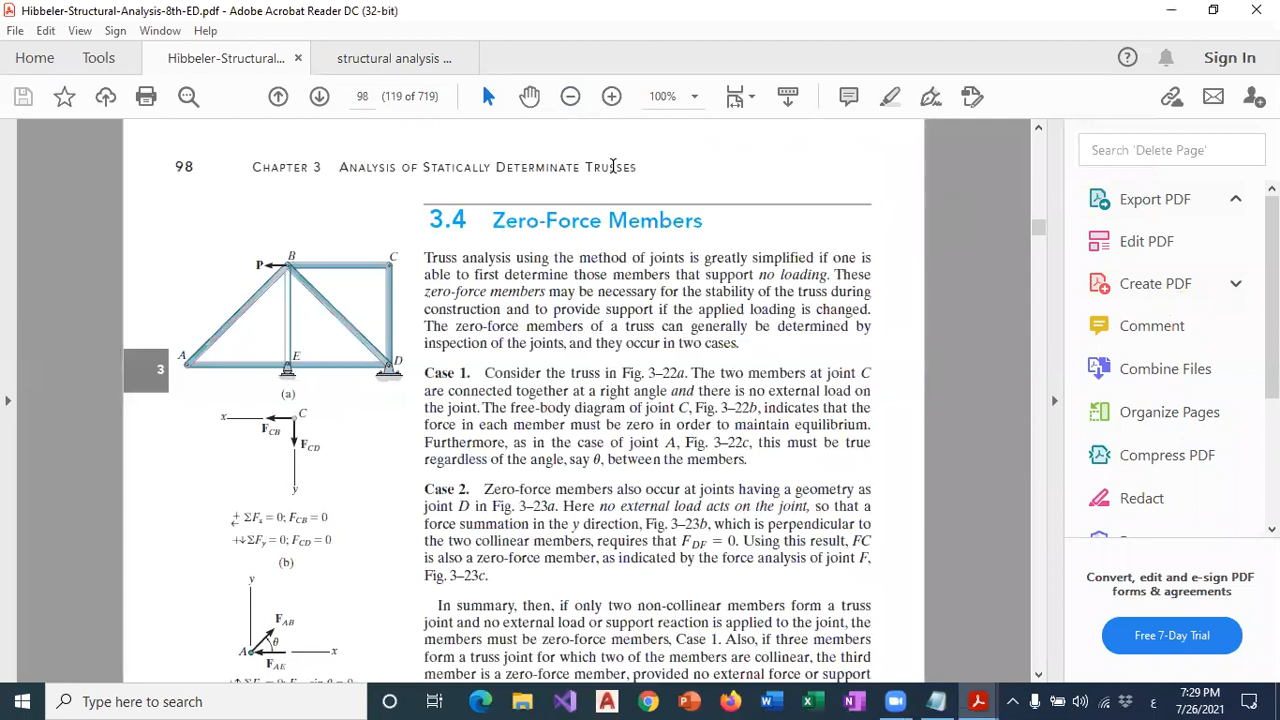 Hibbeler-Structural-Analysis-8th-ED.pdf - Adobe Acrobat Reader DC (32-bit)
File Edit View Sign Window Help
Home Tools Hibbeler-Structural... × structural analysis ... Sign In
98 (119 of 719) 100%
98 CHAPTER 3 ANALYSIS OF STATICALLY DETERMINATE TRUSSES
3.4 Zero-Force Members
Truss analysis using the method of joints is greatly simplified if one is
able to first determine those members that support no loading. These
zero-force members may be necessary for the stability of the truss during
construction and to provide support if the applied loading is changed.
The zero-force members of a truss can generally be determined by
inspection of the joints, and they occur in two cases.
Case 1. Consider the truss in Fig. 3–22a. The two members at joint C
are connected together at a right angle and there is no external load on
the joint. The free-body diagram of joint C, Fig. 3–22b, indicates that the
force in each member must be zero in order to maintain equilibrium.
Furthermore, as in the case of joint A, Fig. 3–22c, this must be true
regardless of the angle, say θ, between the members.
Case 2. Zero-force members also occur at joints having a geometry as
joint D in Fig. 3–23a. Here no external load acts on the joint, so that a
force summation in the y direction, Fig. 3–23b, which is perpendicular to
the two collinear members, requires that F_DF = 0. Using this result, FC
is also a zero-force member, as indicated by the force analysis of joint F,
Fig. 3–23c.
In summary, then, if only two non-collinear members form a truss
joint and no external load or support reaction is applied to the joint, the
members must be zero-force members, Case 1. Also, if three members
form a truss joint for which two of the members are collinear, the third
member is a zero-force member, provided no external force or support
B C
P
A E D
3
(a)
x C
F_CB
F_CD
y
ΣF_x = 0; F_CB = 0
+↓ΣF_y = 0; F_CD = 0
(b)
y
F_AB
θ
A x
F_AE
Search 'Delete Page'
Export PDF
Edit PDF
Create PDF
Comment
Combine Files
Organize Pages
Compress PDF
Redact
Convert, edit and e-sign PDF
forms & agreements
Free 7-Day Trial
Type here to search
ع 7:29 PM
7/26/2021